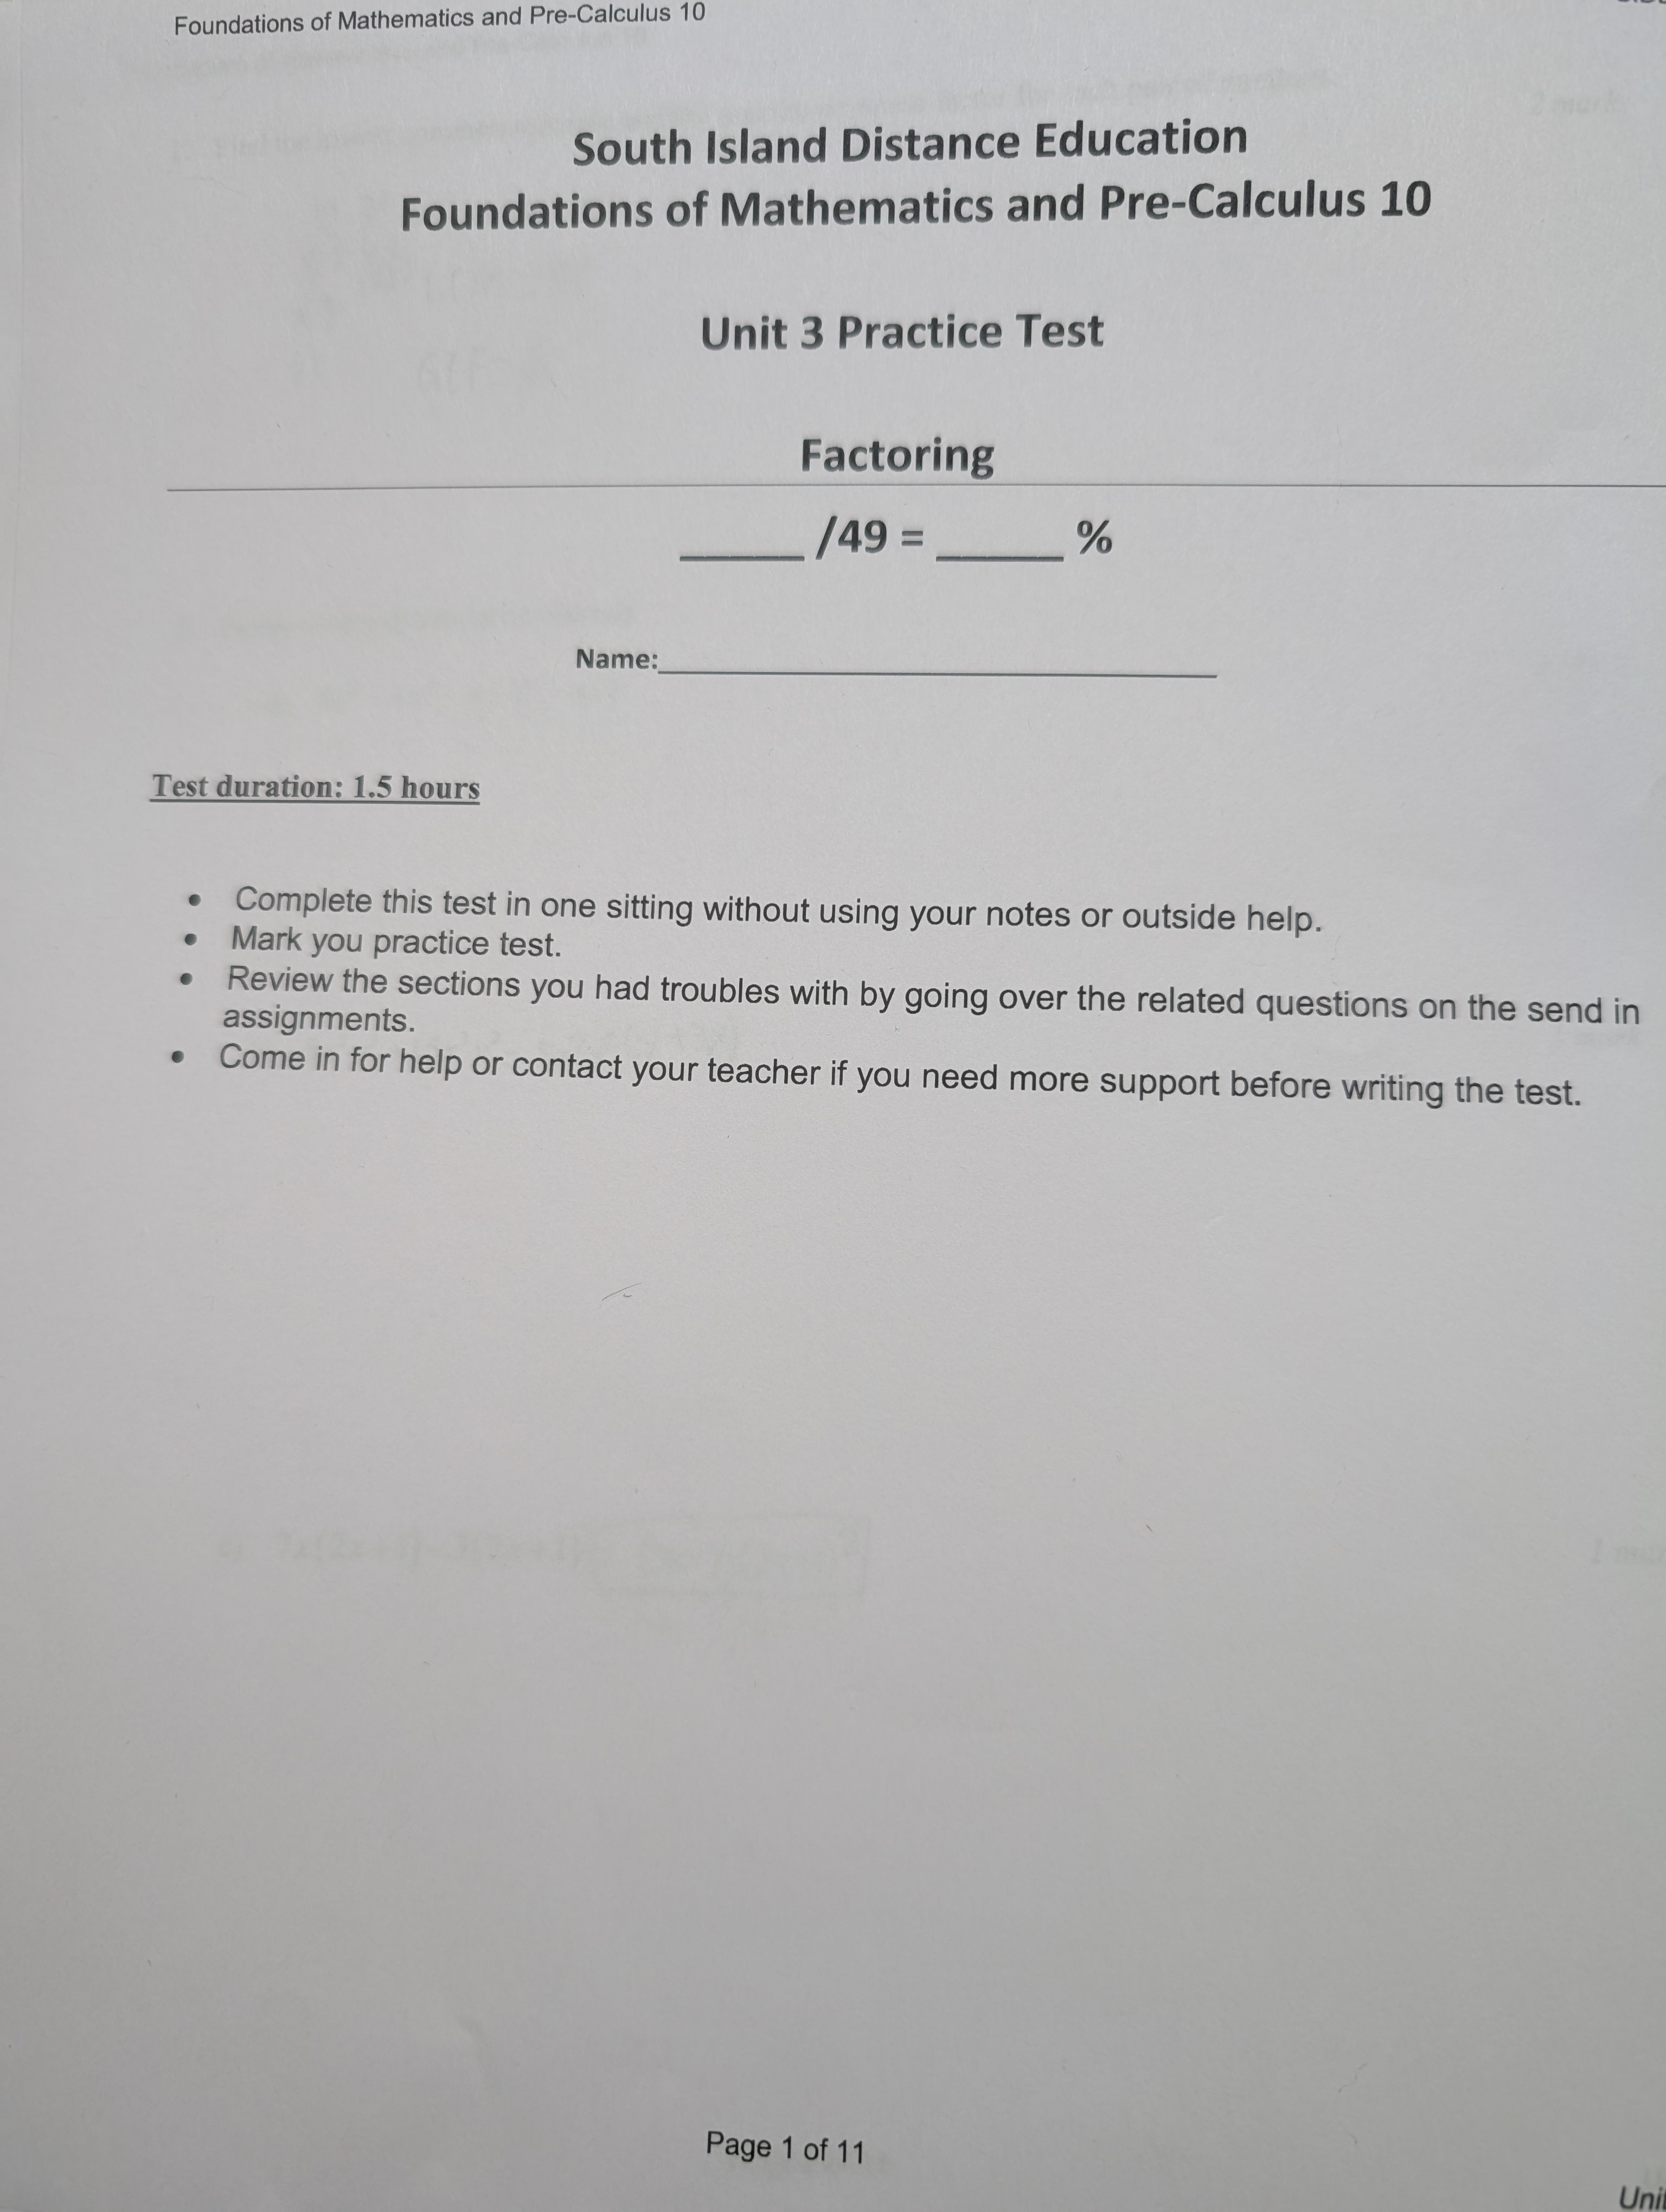 Foundations of Mathematics and Pre-Calculus 10
South Island Distance Education
Foundations of Mathematics and Pre-Calculus 10
Unit 3 Practice Test
Factoring
_____ /49 = _____ %
Name:______________________
Test duration: 1.5 hours
• Complete this test in one sitting without using your notes or outside help.
• Mark you practice test.
• Review the sections you had troubles with by going over the related questions on the send in
assignments.
• Come in for help or contact your teacher if you need more support before writing the test.
Page 1 of 11